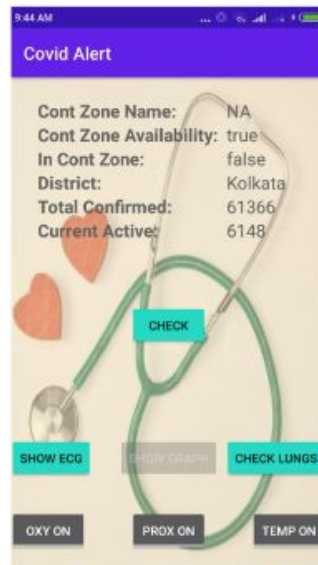 9:44 AM
Covid Alert
Cont Zone Name: NA
Cont Zone Availability: true
In Cont Zone: false
District: Kolkata
Total Confirmed: 61366
Current Active: 6148
CHECK
SHOW ECG SHOW GRAPH CHECK LUNGS
OXY ON PROX ON TEMP ON